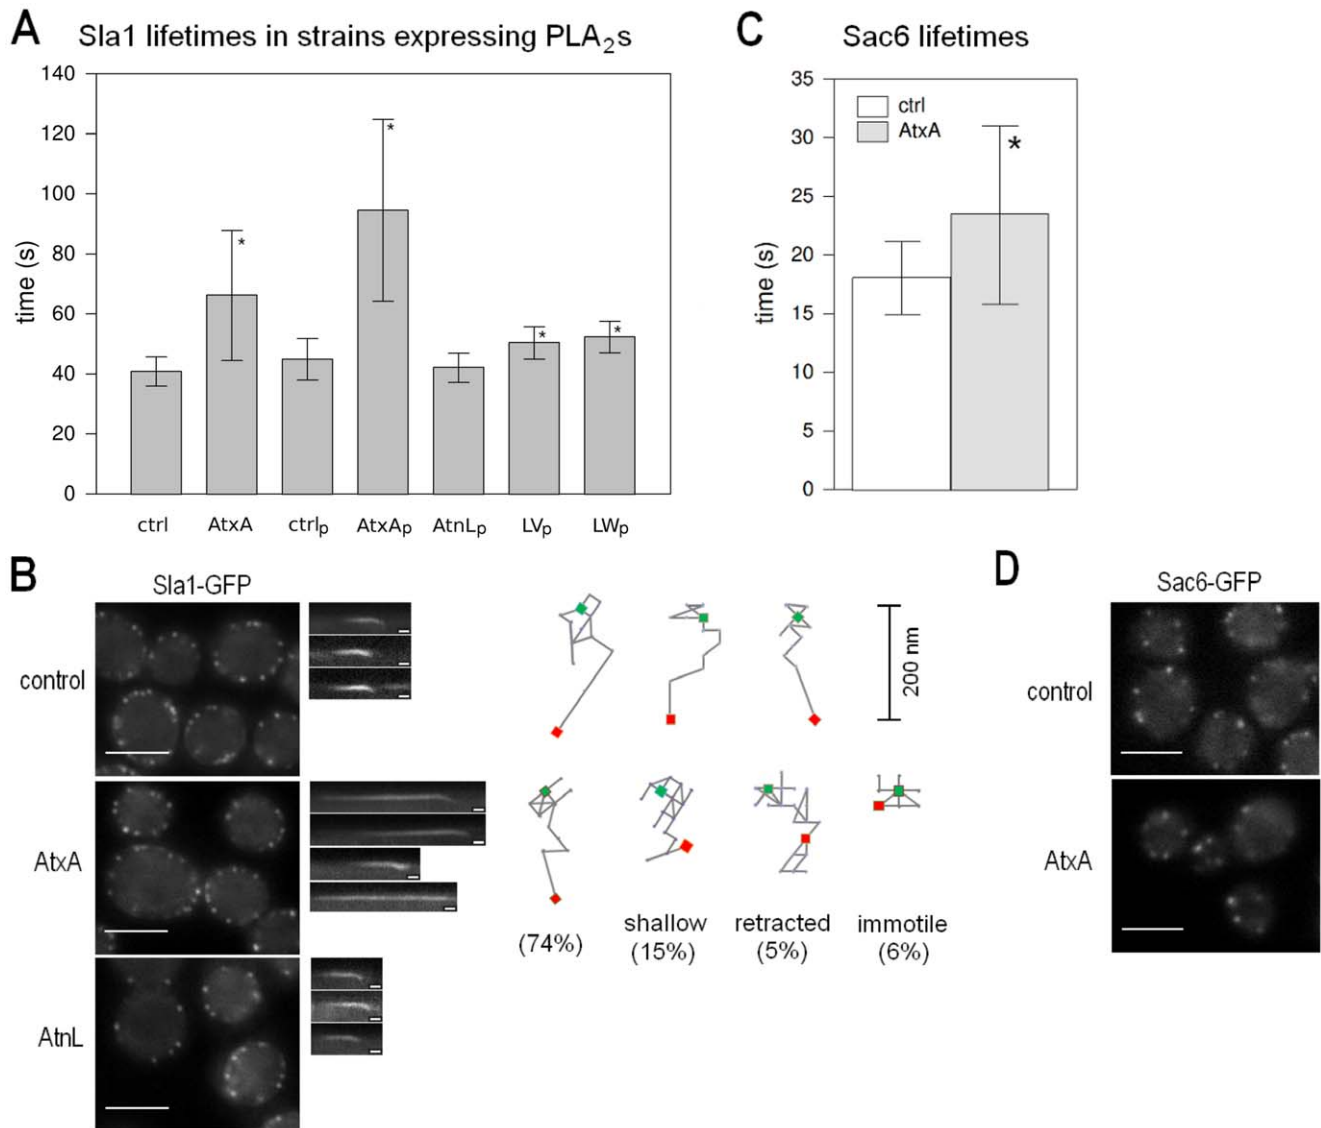 A
Sla1 lifetimes in strains expressing PLA2s
time (s)
140
120
100
80
60
40
20
0
*
*
*
*
ctrl AtxA ctrlp AtxAp AtnLp LVp LWp
C
Sac6 lifetimes
time (s)
35
30
25
20
15
10
5
0
ctrl
AtxA
*
B
Sla1-GFP
control
AtxA
AtnL
200 nm
(74%)
shallow
(15%)
retracted
(5%)
immotile
(6%)
D
Sac6-GFP
control
AtxA